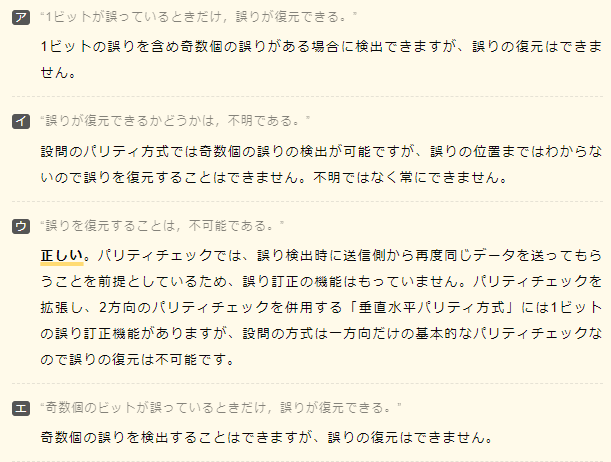 ア "1ビットが誤っているときだけ，誤りが復元できる。"
1ビットの誤りを含め奇数個の誤りがある場合に検出できますが、誤りの復元はできま
せん。
イ "誤りが復元できるかどうかは，不明である。"
設問のパリティ方式では奇数個の誤りの検出が可能ですが、誤りの位置まではわからな
いので誤りを復元することはできません。不明ではなく常にできません。
ウ "誤りを復元することは，不可能である。"
正しい。パリティチェックでは、誤り検出時に送信側から再度同じデータを送ってもら
うことを前提としているため、誤り訂正の機能はもっていません。パリティチェックを
拡張し、2方向のパリティチェックを併用する「垂直水平パリティ方式」には1ビット
の誤り訂正機能がありますが、設問の方式は一方向だけの基本的なパリティチェックな
ので誤りの復元は不可能です。
エ "奇数個のビットが誤っているときだけ，誤りが復元できる。"
奇数個の誤りを検出することはできますが、誤りの復元はできません。